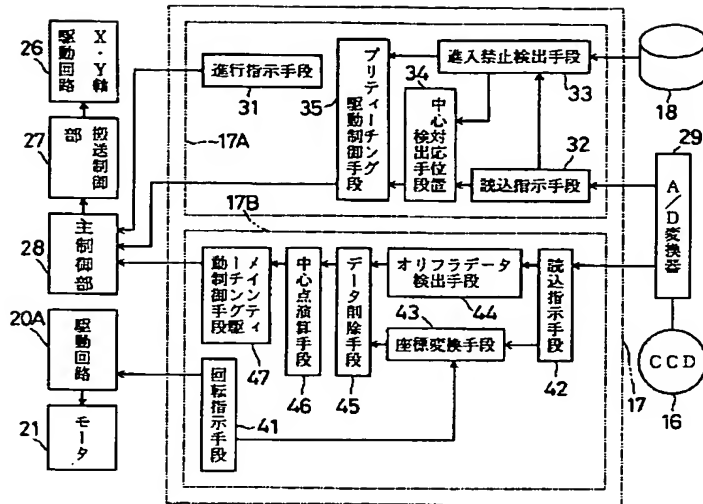 26
X・Y軸
駆動回路
27
搬送制御
部
28
主制御部
20A
駆動回路
21
モータ
進行指示手段
31
17A
35
プリティーチング
駆動制御手段
34
中心対応位置
検出手段
進入禁止検出手段
33
32
読込指示手段
18
29
A/D変換器
CCD
16
17
17B
メインティ
ーチング駆
動制御手段
47
回転指示手段
41
中心点演算手段
46
データ削除手段
45
オリフラデータ
検出手段
44
43
座標変換手段
読込指示手段
42